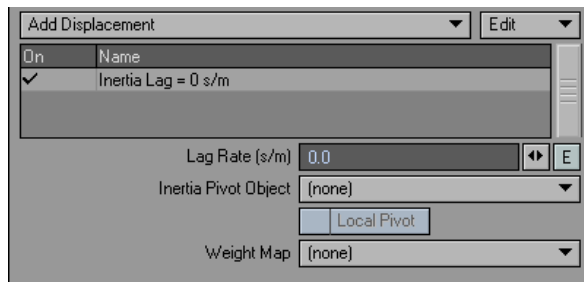 Add Displacement Edit
On Name
Inertia Lag = 0 s/m
Lag Rate (s/m) 0.0 E
Inertia Pivot Object (none)
Local Pivot
Weight Map (none)